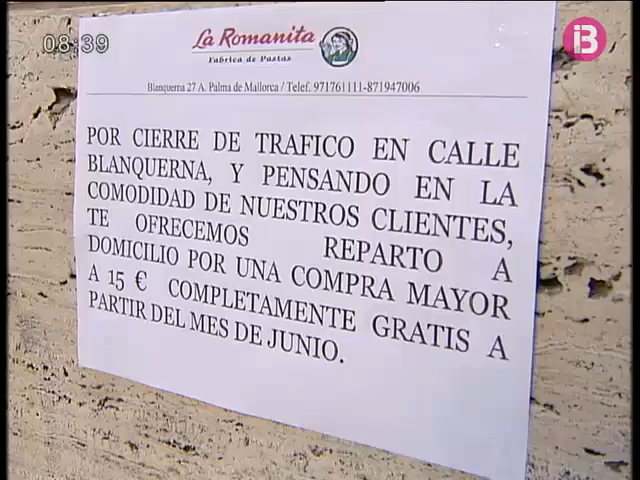 08:39
La Romanita
Fabrica de Pastas
Blanquerna 27 A. Palma de Mallorca / Telef. 971761111-871947006
POR CIERRE DE TRAFICO EN CALLE
BLANQUERNA, Y PENSANDO EN LA
COMODIDAD DE NUESTROS CLIENTES,
TE OFRECEMOS REPARTO A
DOMICILIO POR UNA COMPRA MAYOR
A 15 € COMPLETAMENTE GRATIS A
PARTIR DEL MES DE JUNIO.